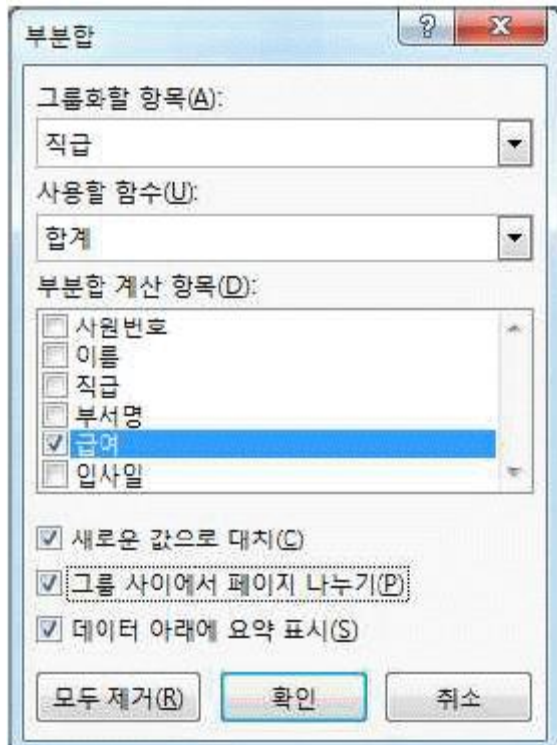 부분합
그룹화할 항목(A):
직급
사용할 함수(U):
합계
부분합 계산 항목(D):
사원번호
이름
직급
부서명
급여
입사일
새로운 값으로 대치(C)
그룹 사이에서 페이지 나누기(P)
데이터 아래에 요약 표시(S)
모두 제거(R) 확인 취소